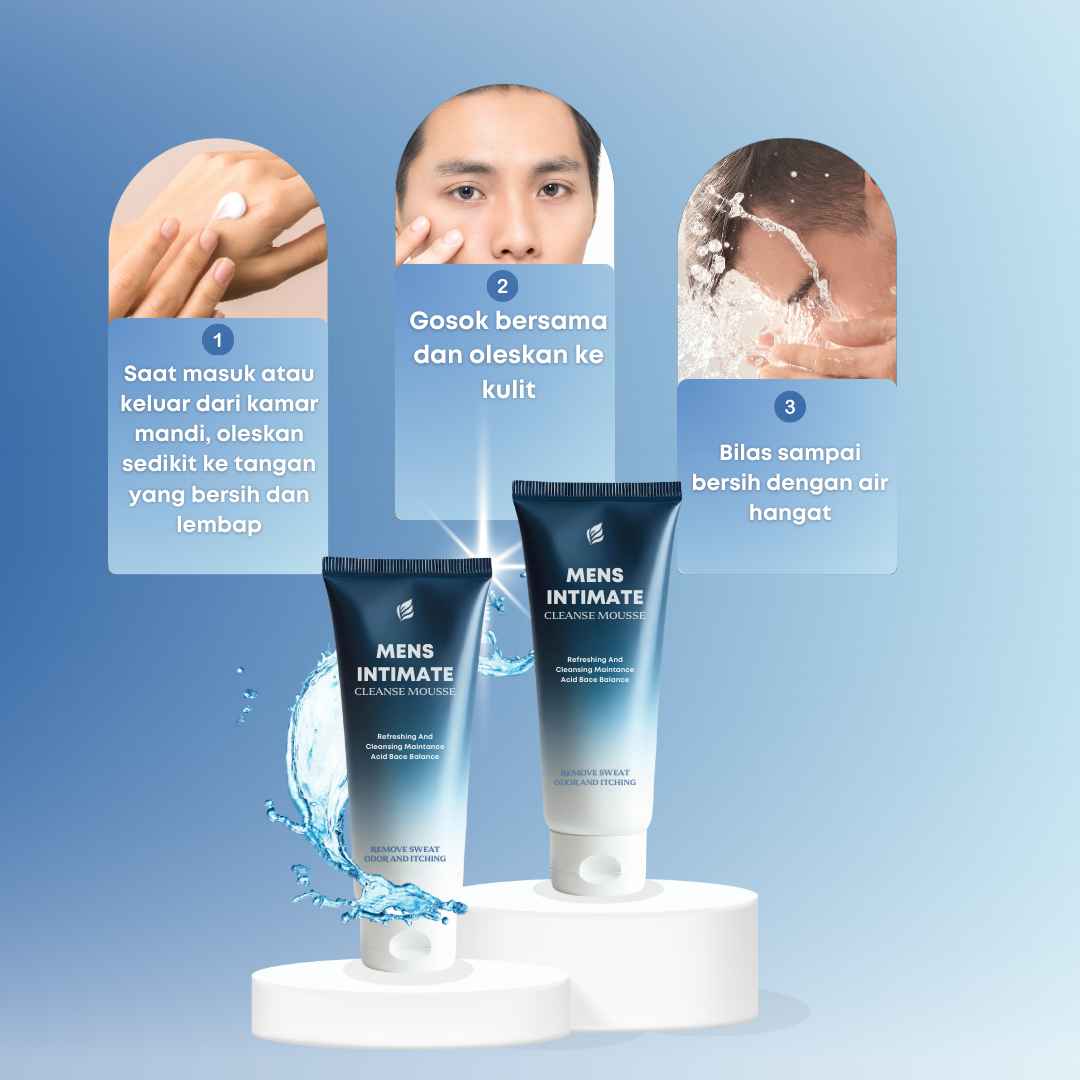 1
Saat masuk atau
keluar dari kamar
mandi, oleskan
sedikit ke tangan
yang bersih dan
lembap
2
Gosok bersama
dan oleskan ke
kulit
3
Bilas sampai
bersih dengan air
hangat
MENS
INTIMATE
CLEANSE MOUSSE
Refreshing And
Cleansing Maintance
Acid Bace Balance
REMOVE SWEAT
ODOR AND ITCHING
MENS
INTIMATE
CLEANSE MOUSSE
Refreshing And
Cleansing Maintance
Acid Bace Balance
REMOVE SWEAT
ODOR AND ITCHING